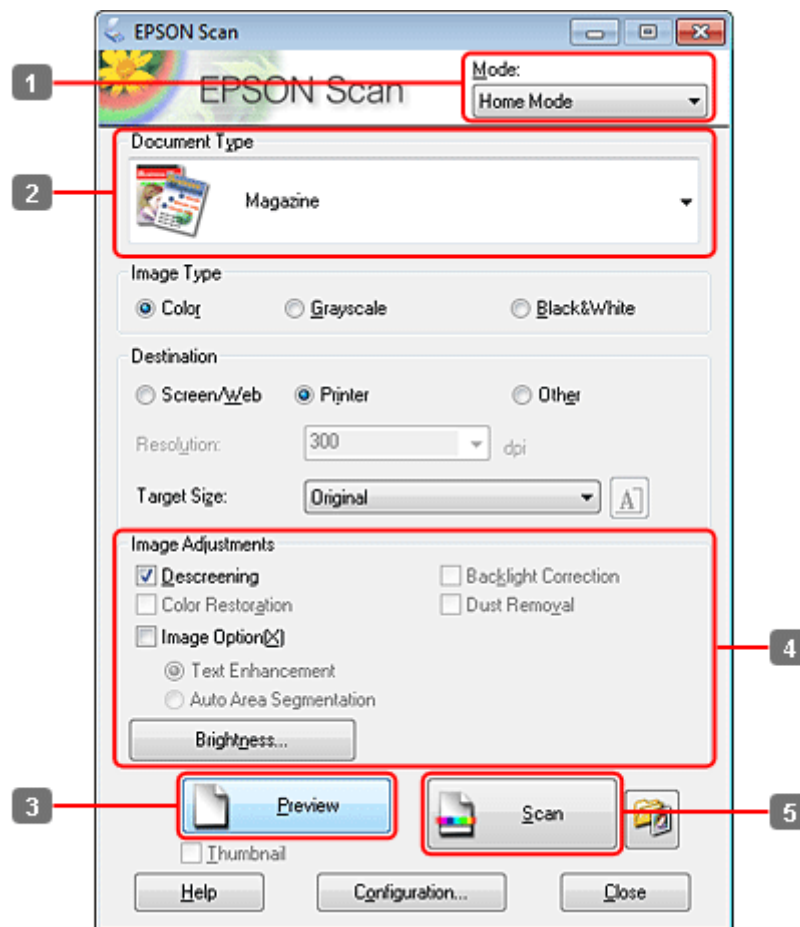 EPSON Scan
EPSON Scan
Mode:
1
Home Mode
Document Type
2
Magazine
Image Type
Color Grayscale Black&White
Destination
Screen/Web Printer Other
Resolution: 300 dpi
Target Size: Original A
Image Adjustments
Descreening Backlight Correction
Color Restoration Dust Removal
Image Option(X)
4
Text Enhancement
Auto Area Segmentation
Brightness...
3 Preview Scan 5
Thumbnail
Help Configuration... Close